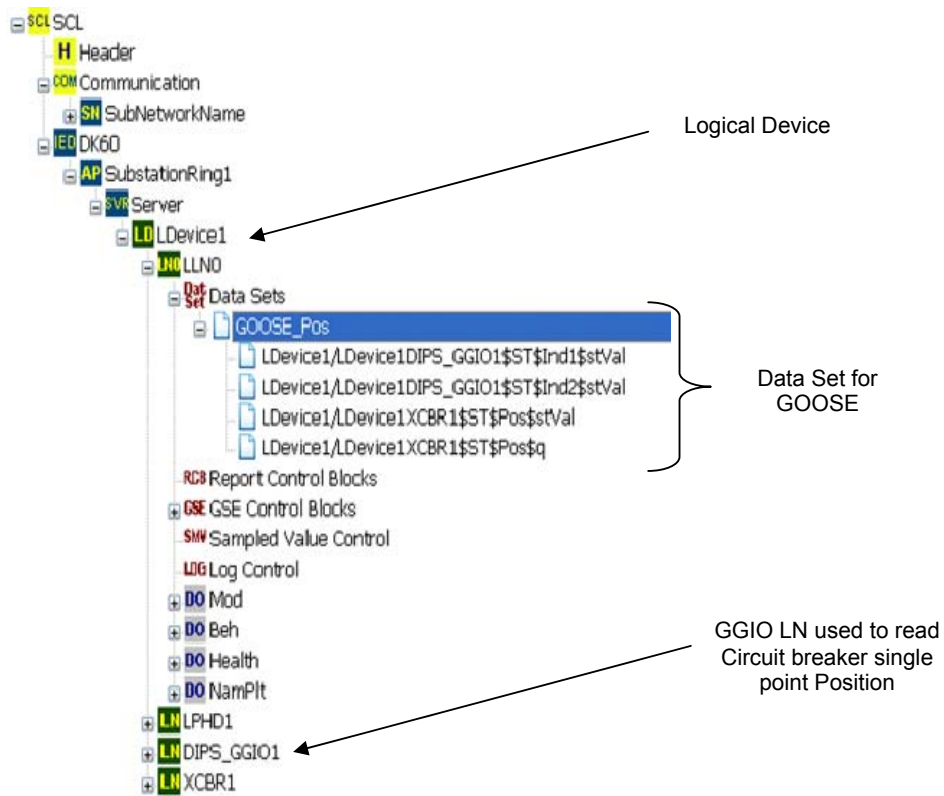 SCL SCL
H Header
COM Communication
SN SubNetworkName
IED DK60
AP SubstationRing1
SVR Server
LD LDevice1
LN0 LLN0
Dat Set Data Sets
GOOSE_Pos
LDevice1/LDevice1DIPS_GGIO1$ST$Ind1$stVal
LDevice1/LDevice1DIPS_GGIO1$ST$Ind2$stVal
LDevice1/LDevice1XCBR1$ST$Pos$stVal
LDevice1/LDevice1XCBR1$ST$Pos$q
RCB Report Control Blocks
GSE GSE Control Blocks
SMV Sampled Value Control
LOG Log Control
DO Mod
DO Beh
DO Health
DO NamPlt
LN LPHD1
LN DIPS_GGIO1
LN XCBR1
Logical Device
Data Set for
GOOSE
GGIO LN used to read
Circuit breaker single
point Position